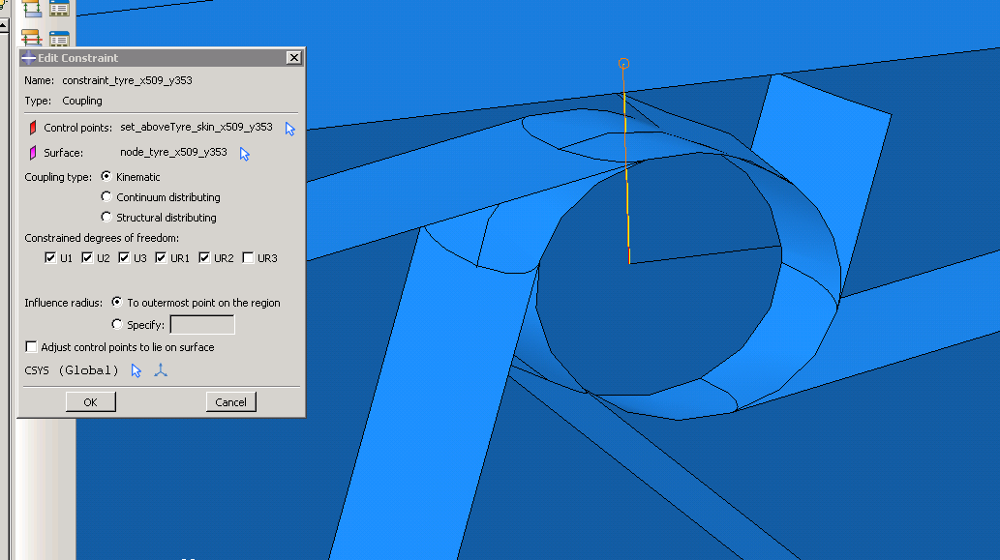 Edit Constraint
Name: constraint_tyre_x509_y353
Type: Coupling
Control points: set_aboveTyre_skin_x509_y353
Surface: node_tyre_x509_y353
Coupling type: Kinematic
Continuum distributing
Structural distributing
Constrained degrees of freedom:
U1 U2 U3 UR1 UR2 UR3
Influence radius: To outermost point on the region
Specify:
Adjust control points to lie on surface
CSYS (Global)
OK Cancel